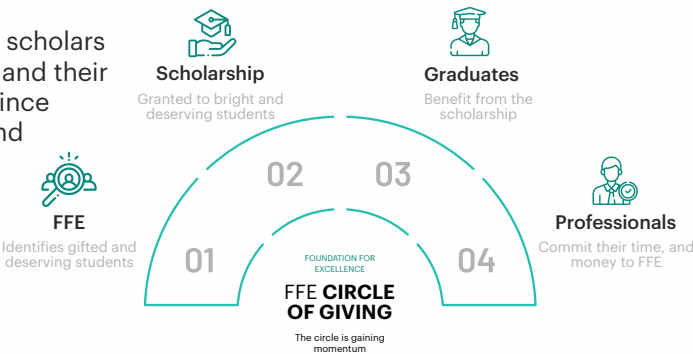 scholars
and their
ince
nd
Scholarship
Granted to bright and
deserving students
Graduates
Benefit from the
scholarship
FFE
Identifies gifted and
deserving students
Professionals
Commit their time, and
money to FFE
01
02
03
04
FOUNDATION FOR
EXCELLENCE
FFE CIRCLE
OF GIVING
The circle is gaining
momentum